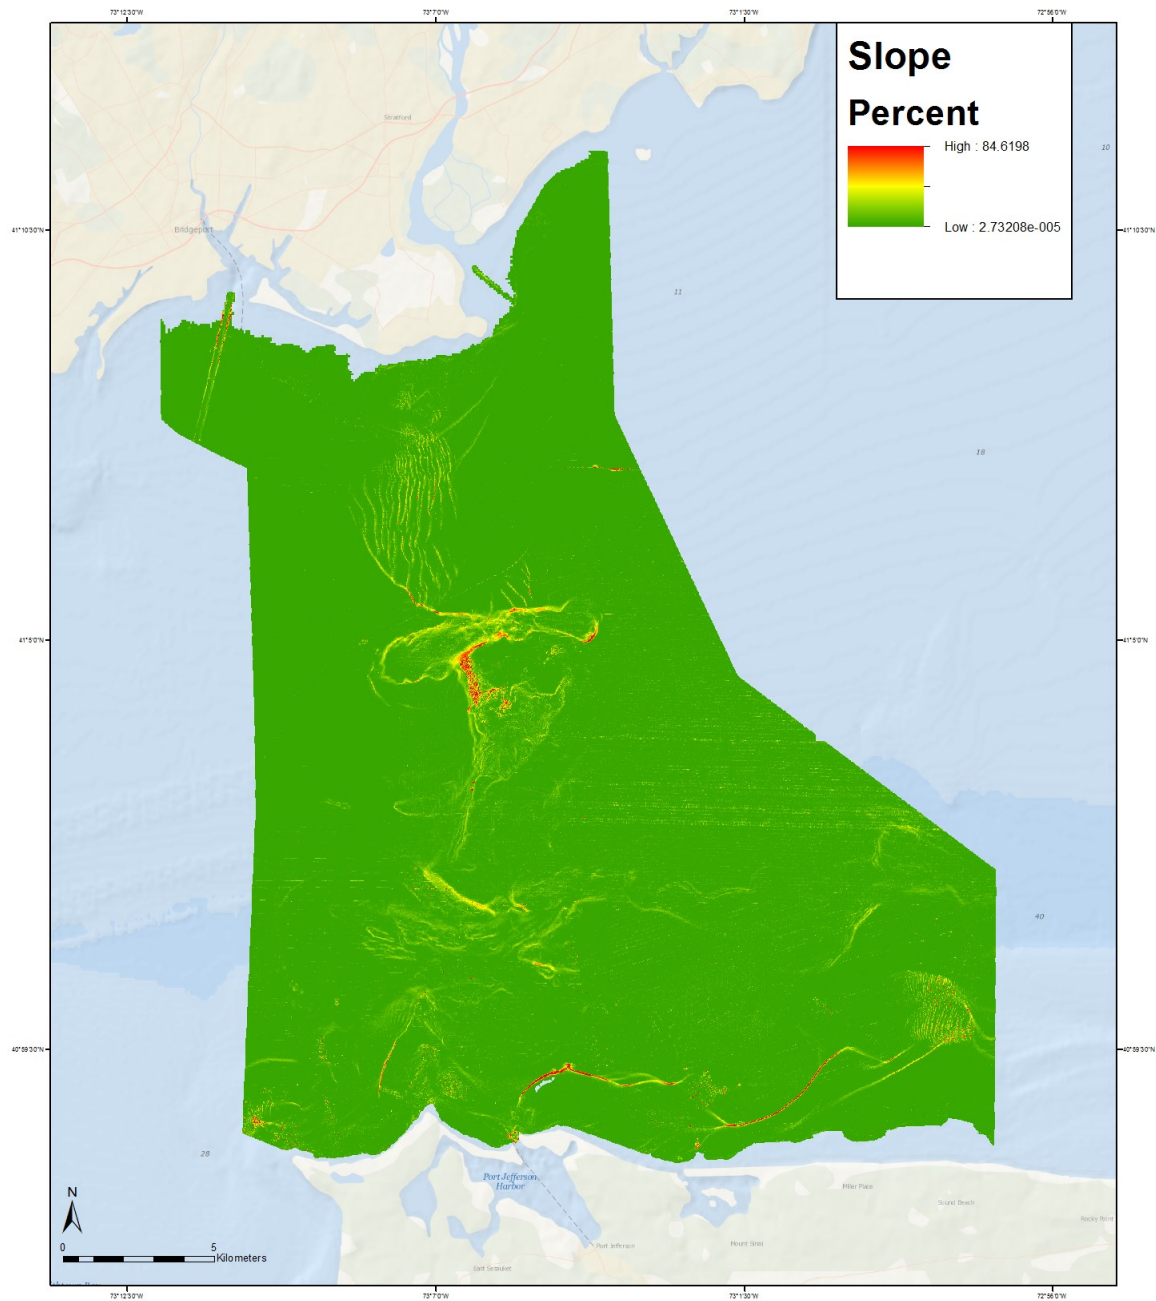 73°12'30"W
73°7'0"W
73°1'30"W
72°56'0"W
Slope
Percent
High : 84.6198
Low : 2.73208e-005
Stratford
10
Bridgeport
41°10'30"N
41°10'30"N
11
18
41°5'0"N
41°5'0"N
40
40°59'30"N
40°59'30"N
28
Port Jefferson
Harbor
Miller Place
Sound Beach
Rocky Point
N
Port Jefferson
Mount Sinai
0
5
Kilometers
East Setauket
73°12'30"W
73°7'0"W
73°1'30"W
72°56'0"W